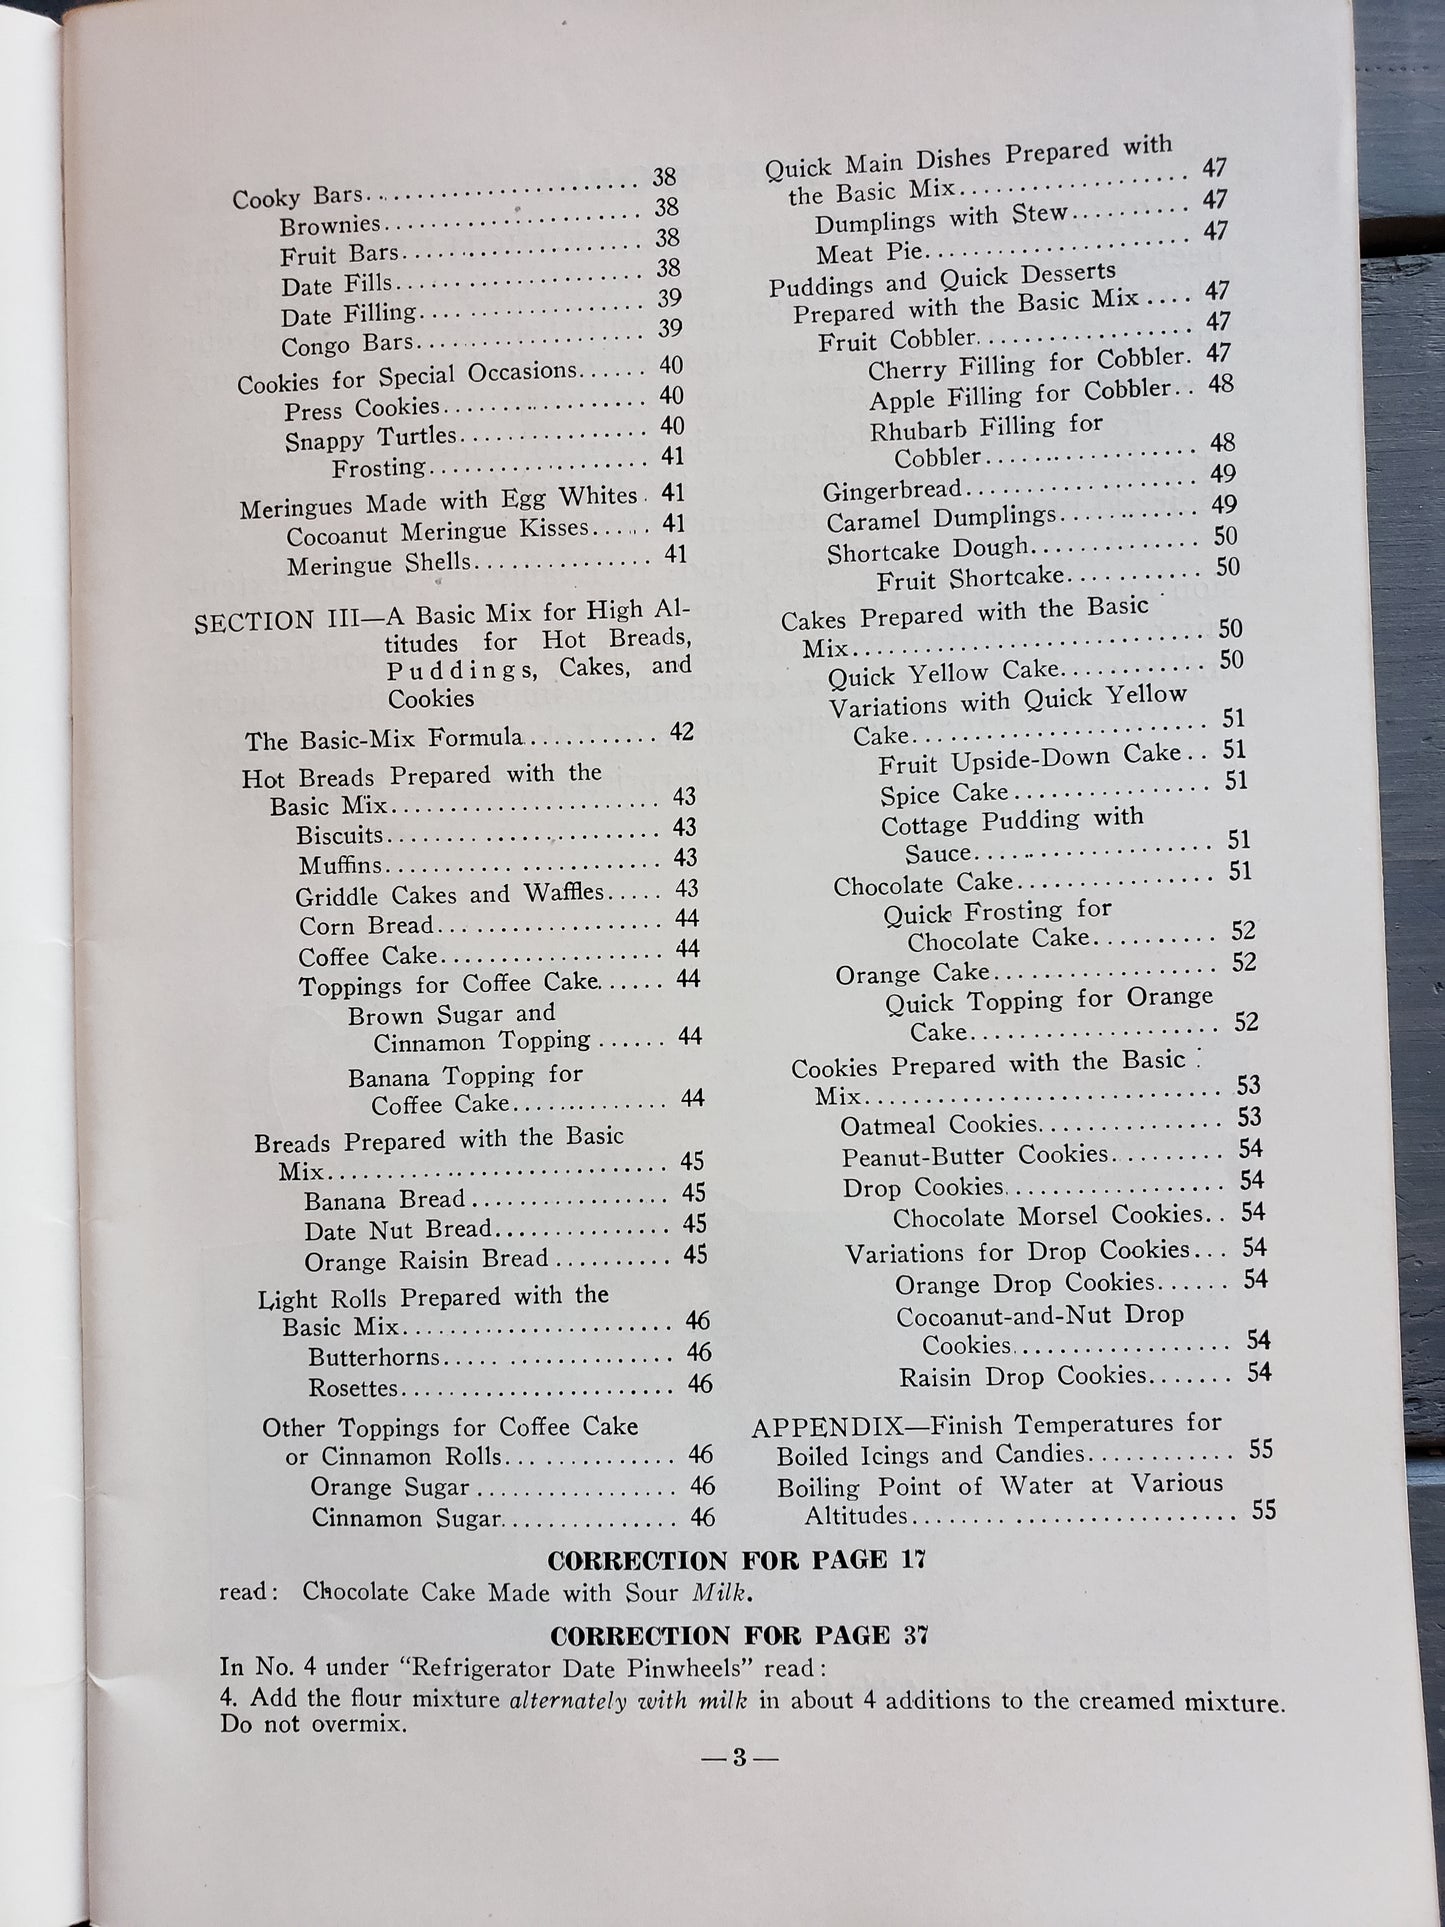 Cooky Bars........................ 38
Brownies...................... 38
Fruit Bars..................... 38
Date Fills..................... 38
Date Filling................... 39
Congo Bars.................... 39
Cookies for Special Occasions...... 40
Press Cookies.................. 40
Snappy Turtles................ 40
Frosting................... 41
Meringues Made with Egg Whites. 41
Cocoanut Meringue Kisses..... 41
Meringue Shells............... 41
SECTION III—A Basic Mix for High Al-
titudes for Hot Breads,
Puddings, Cakes, and
Cookies
The Basic-Mix Formula............ 42
Hot Breads Prepared with the
Basic Mix....................... 43
Biscuits........................ 43
Muffins........................ 43
Griddle Cakes and Waffles..... 43
Corn Bread.................... 44
Coffee Cake................... 44
Toppings for Coffee Cake...... 44
Brown Sugar and
Cinnamon Topping ...... 44
Banana Topping for
Coffee Cake.............. 44
Breads Prepared with the Basic
Mix............................. 45
Banana Bread ................. 45
Date Nut Bread............... 45
Orange Raisin Bread .......... 45
Light Rolls Prepared with the
Basic Mix....................... 46
Butterhorns.................... 46
Rosettes........................ 46
Other Toppings for Coffee Cake
or Cinnamon Rolls............... 46
Orange Sugar ................. 46
Cinnamon Sugar............... 46
Quick Main Dishes Prepared with
the Basic Mix.................... 47
Dumplings with Stew.......... 47
Meat Pie....................... 47
Puddings and Quick Desserts
Prepared with the Basic Mix .... 47
Fruit Cobbler.................. 47
Cherry Filling for Cobbler. 47
Apple Filling for Cobbler.. 48
Rhubarb Filling for
Cobbler.................. 48
Gingerbread.................... 49
Caramel Dumplings............ 49
Shortcake Dough.............. 50
Fruit Shortcake............ 50
Cakes Prepared with the Basic
Mix.............................. 50
Quick Yellow Cake............ 50
Variations with Quick Yellow
Cake......................... 51
Fruit Upside-Down Cake.. 51
Spice Cake................. 51
Cottage Pudding with
Sauce.................... 51
Chocolate Cake................. 51
Quick Frosting for
Chocolate Cake.......... 52
Orange Cake................... 52
Quick Topping for Orange
Cake..................... 52
Cookies Prepared with the Basic
Mix.............................. 53
Oatmeal Cookies................ 53
Peanut-Butter Cookies.......... 54
Drop Cookies................... 54
Chocolate Morsel Cookies.. 54
Variations for Drop Cookies... 54
Orange Drop Cookies...... 54
Cocoanut-and-Nut Drop
Cookies................... 54
Raisin Drop Cookies....... 54
APPENDIX—Finish Temperatures for
Boiled Icings and Candies............ 55
Boiling Point of Water at Various
Altitudes........................... 55
CORRECTION FOR PAGE 17
read: Chocolate Cake Made with Sour Milk.
CORRECTION FOR PAGE 37
In No. 4 under “Refrigerator Date Pinwheels” read:
4. Add the flour mixture alternately with milk in about 4 additions to the creamed mixture.
Do not overmix.
—3—